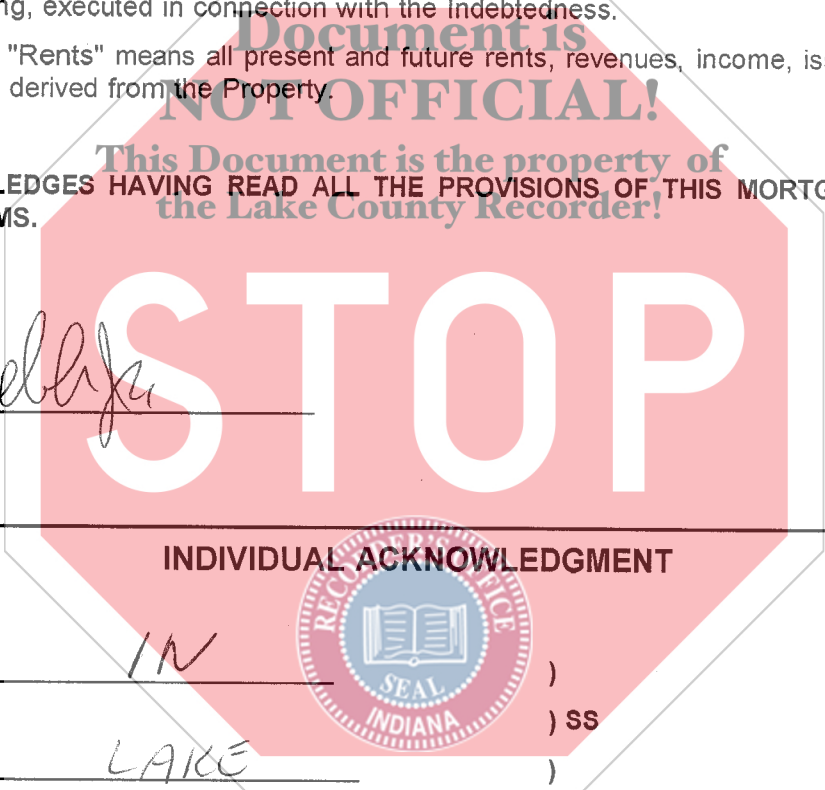 ng, executed in connection with the Indebtedness.
Document is
"Rents" means all present and future rents, revenues, income, is
derived from the Property.
NOT OFFICIAL!
This Document is the property of
LEDGES HAVING READ ALL THE PROVISIONS OF THIS MORTG
the Lake County Recorder!
MS.
STOP
INDIVIDUAL ACKNOWLEDGMENT
RECORDER'S OFFICE
SEAL
INDIANA
IN )
) SS
LAKE )